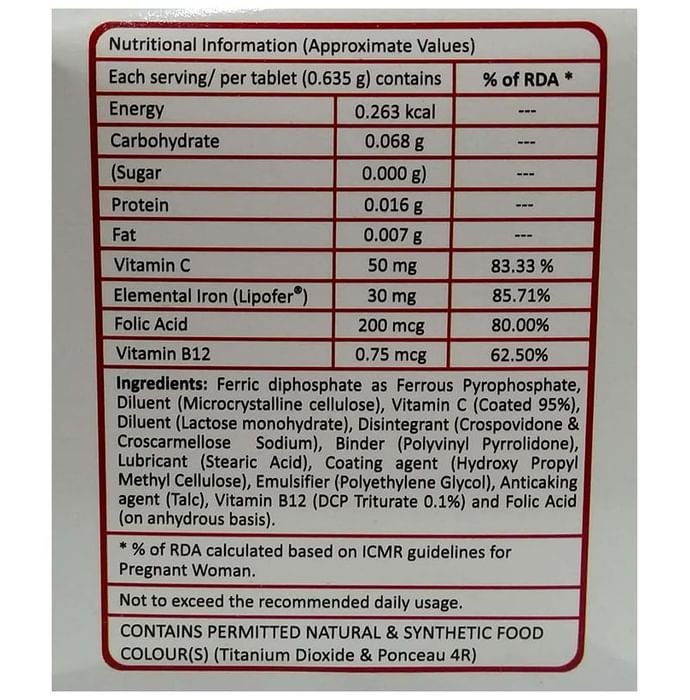 Nutritional Information (Approximate Values)
Each serving/ per tablet (0.635 g) contains % of RDA *
Energy 0.263 kcal ---
Carbohydrate 0.068 g ---
(Sugar 0.000 g) ---
Protein 0.016 g ---
Fat 0.007 g ---
Vitamin C 50 mg 83.33 %
Elemental Iron (Lipofer®) 30 mg 85.71%
Folic Acid 200 mcg 80.00%
Vitamin B12 0.75 mcg 62.50%
Ingredients: Ferric diphosphate as Ferrous Pyrophosphate,
Diluent (Microcrystalline cellulose), Vitamin C (Coated 95%),
Diluent (Lactose monohydrate), Disintegrant (Crospovidone &
Croscarmellose Sodium), Binder (Polyvinyl Pyrrolidone),
Lubricant (Stearic Acid), Coating agent (Hydroxy Propyl
Methyl Cellulose), Emulsifier (Polyethylene Glycol), Anticaking
agent (Talc), Vitamin B12 (DCP Triturate 0.1%) and Folic Acid
(on anhydrous basis).
* % of RDA calculated based on ICMR guidelines for
Pregnant Woman.
Not to exceed the recommended daily usage.
CONTAINS PERMITTED NATURAL & SYNTHETIC FOOD
COLOUR(S) (Titanium Dioxide & Ponceau 4R)